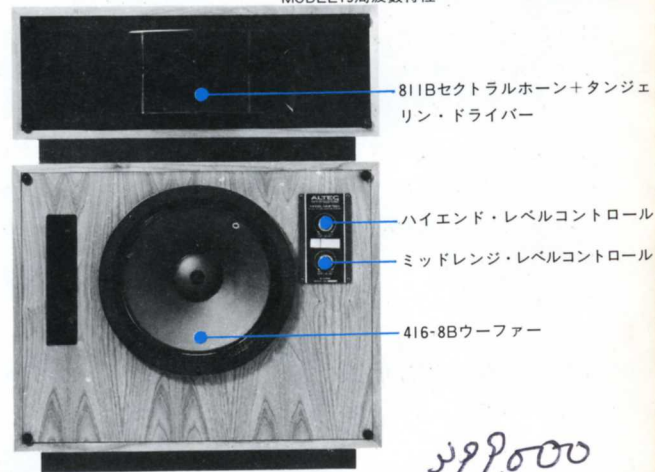 811Bセクトラルホーン＋タンジェ
リン・ドライバー
ALTEC
ハイエンド・レベルコントロール
ミッドレンジ・レベルコントロール
416-8Bウーファー